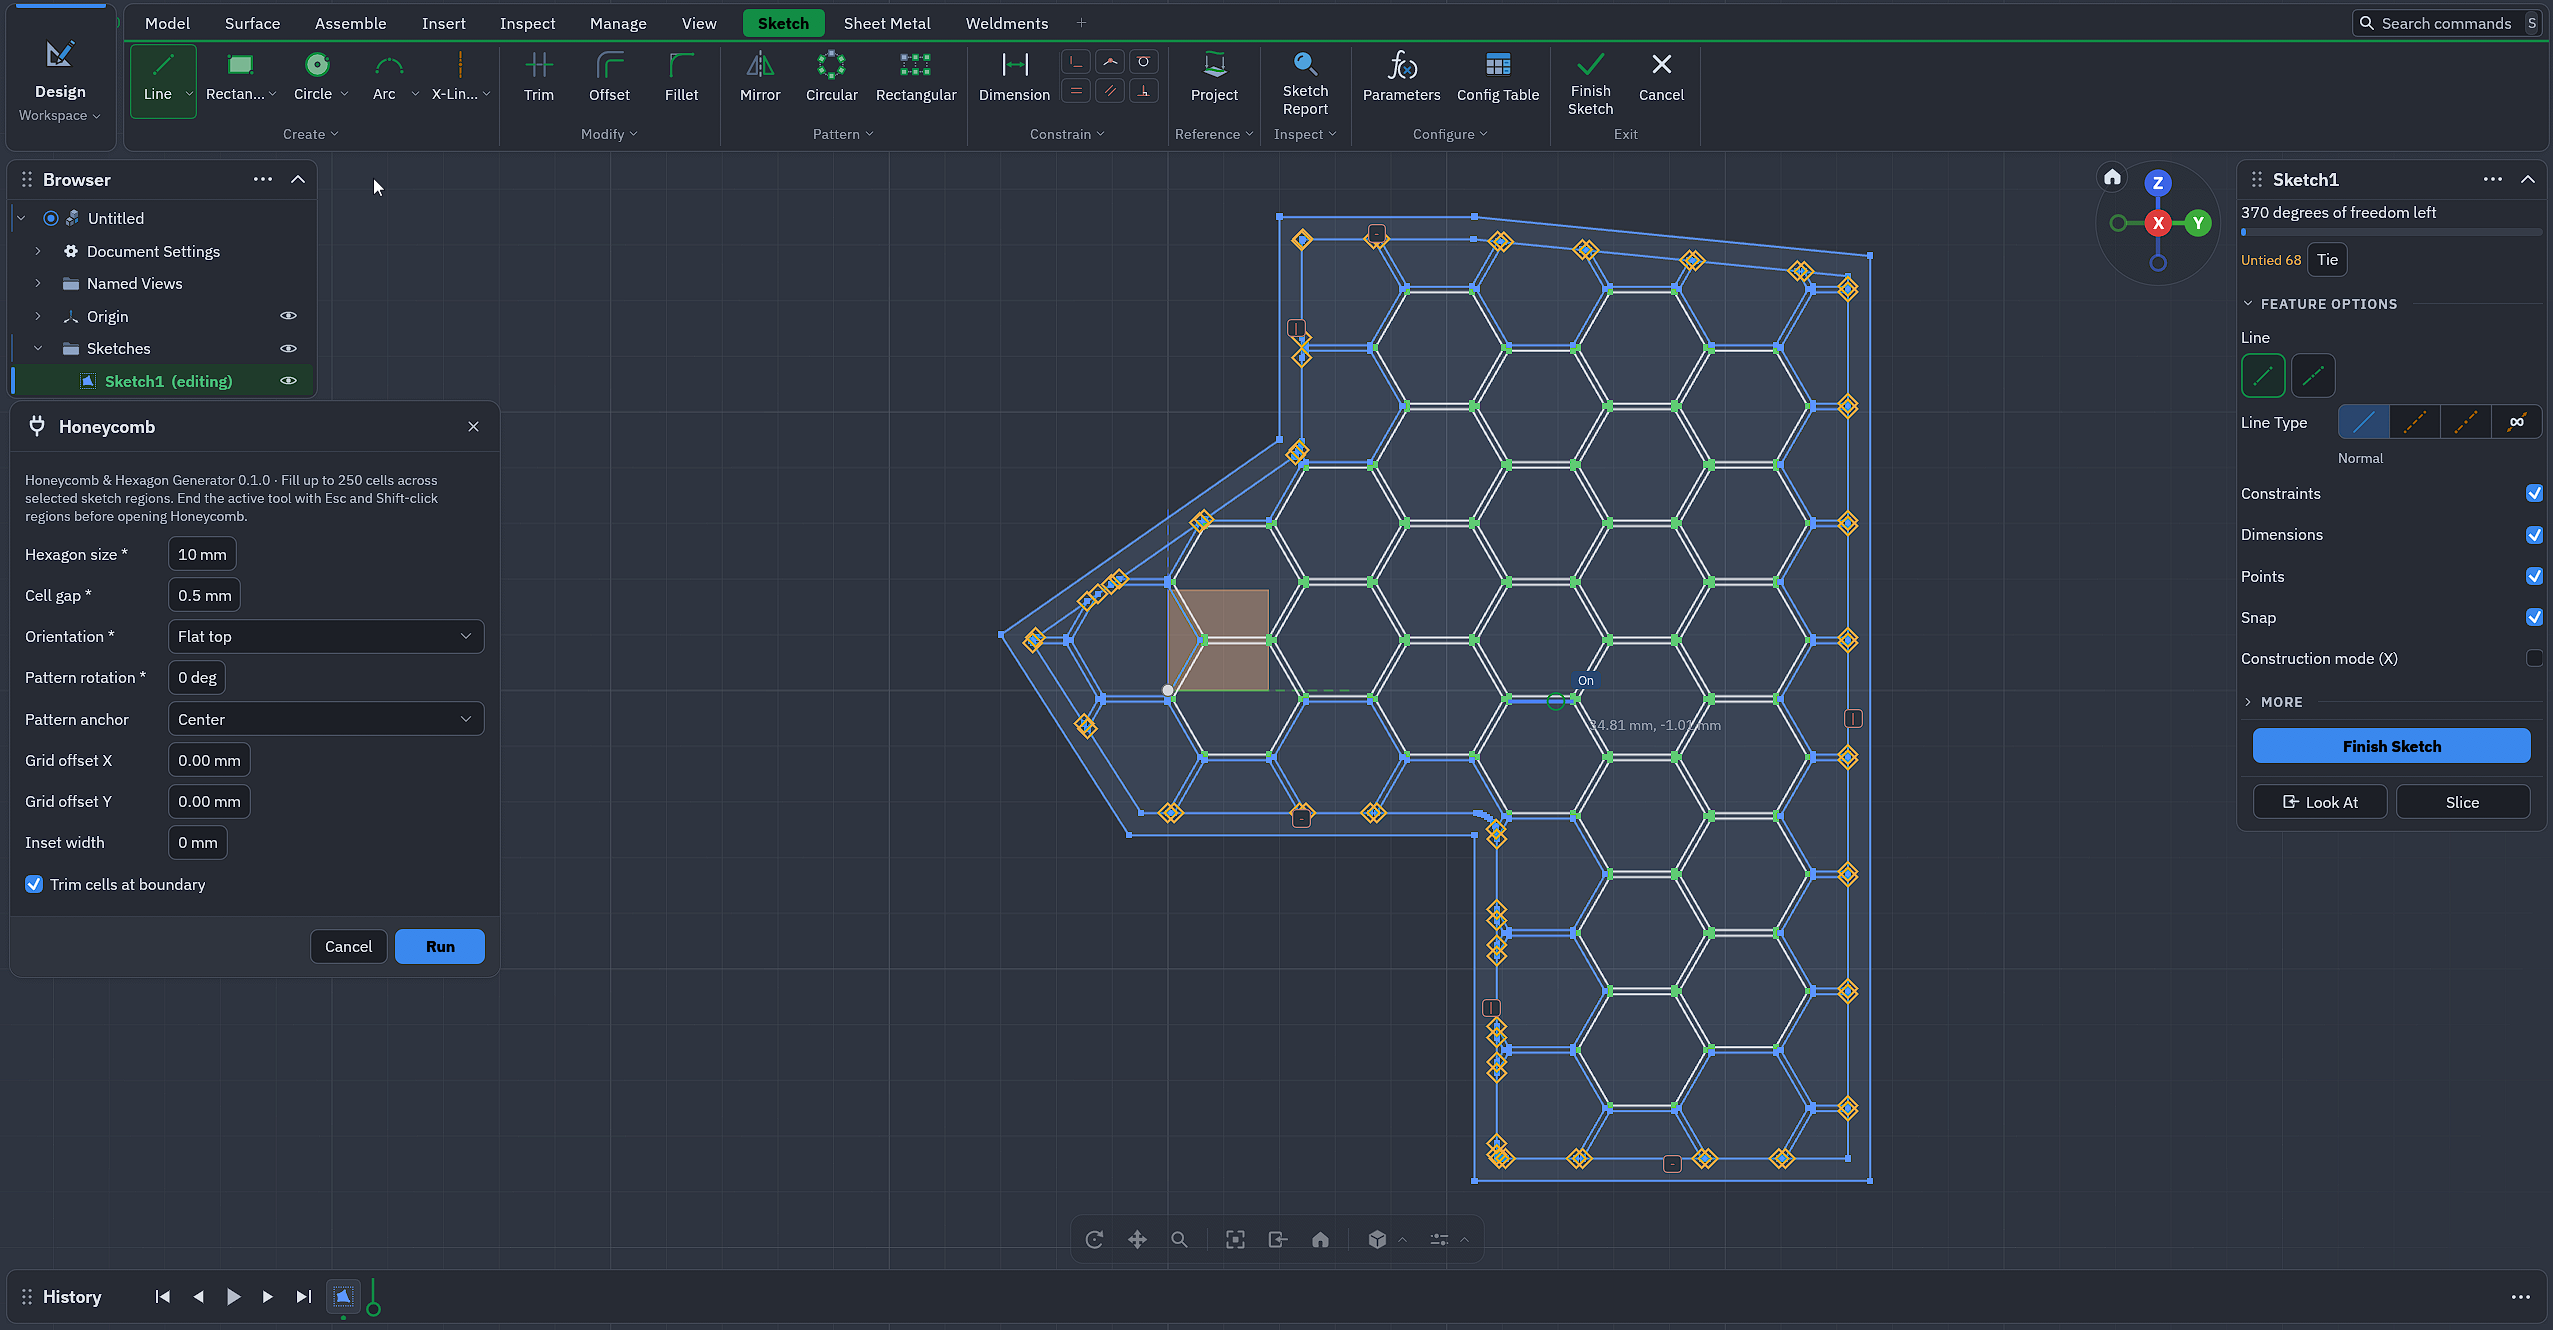 Model Surface Assemble Insert Inspect Manage View Sketch Sheet Metal Weldments +
Search commands S
Design
Workspace
Line Rectan... Circle Arc X-Lin...
Create
Trim Offset Fillet
Modify
Mirror Circular Rectangular
Pattern
Dimension
Constrain
Project
Reference
Sketch Report
Inspect
Parameters Config Table
Configure
Finish Sketch Cancel
Exit
Browser
Untitled
Document Settings
Named Views
Origin
Sketches
Sketch1 (editing)
Honeycomb
Honeycomb & Hexagon Generator 0.1.0 · Fill up to 250 cells across
selected sketch regions. End the active tool with Esc and Shift-click
regions before opening Honeycomb.
Hexagon size * 10 mm
Cell gap * 0.5 mm
Orientation * Flat top
Pattern rotation * 0 deg
Pattern anchor Center
Grid offset X 0.00 mm
Grid offset Y 0.00 mm
Inset width 0 mm
Trim cells at boundary
Cancel Run
On
34.81 mm, -1.01 mm
Z
X
Y
Sketch1
370 degrees of freedom left
Untied 68 Tie
FEATURE OPTIONS
Line
Line Type
Normal
Constraints
Dimensions
Points
Snap
Construction mode (X)
MORE
Finish Sketch
Look At Slice
History